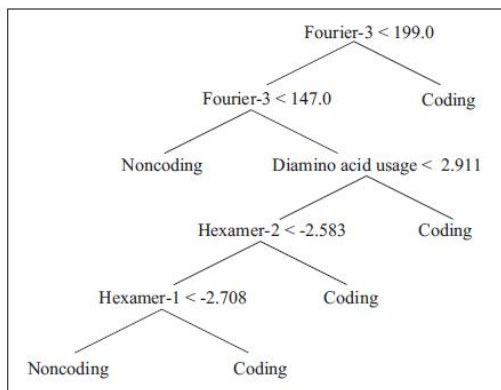 Fourier-3 < 199.0
Fourier-3 < 147.0
Coding
Noncoding
Diamino acid usage < 2.911
Hexamer-2 < -2.583
Coding
Hexamer-1 < -2.708
Coding
Noncoding
Coding